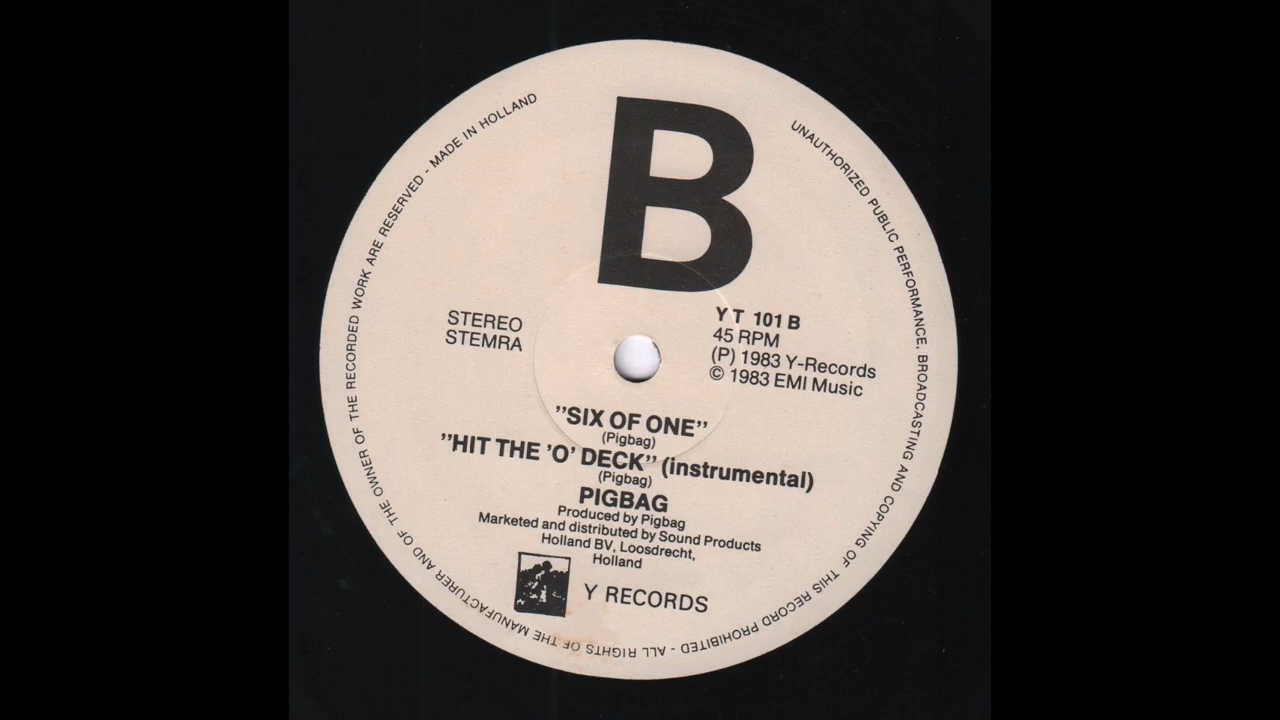 B
UNAUTHORIZED PUBLIC PERFORMANCE, BROADCASTING AND COPYING OF THIS RECORD PROHIBITED - ALL RIGHTS OF THE MANUFACTURER AND OF THE OWNER OF THE RECORDED WORK ARE RESERVED - MADE IN HOLLAND
STEREO
STEMRA
Y T 101 B
45 RPM
(P) 1983 Y-Records
© 1983 EMI Music
"SIX OF ONE"
(Pigbag)
"HIT THE 'O' DECK" (instrumental)
(Pigbag)
PIGBAG
Produced by Pigbag
Marketed and distributed by Sound Products
Holland BV, Loosdrecht,
Holland
Y RECORDS